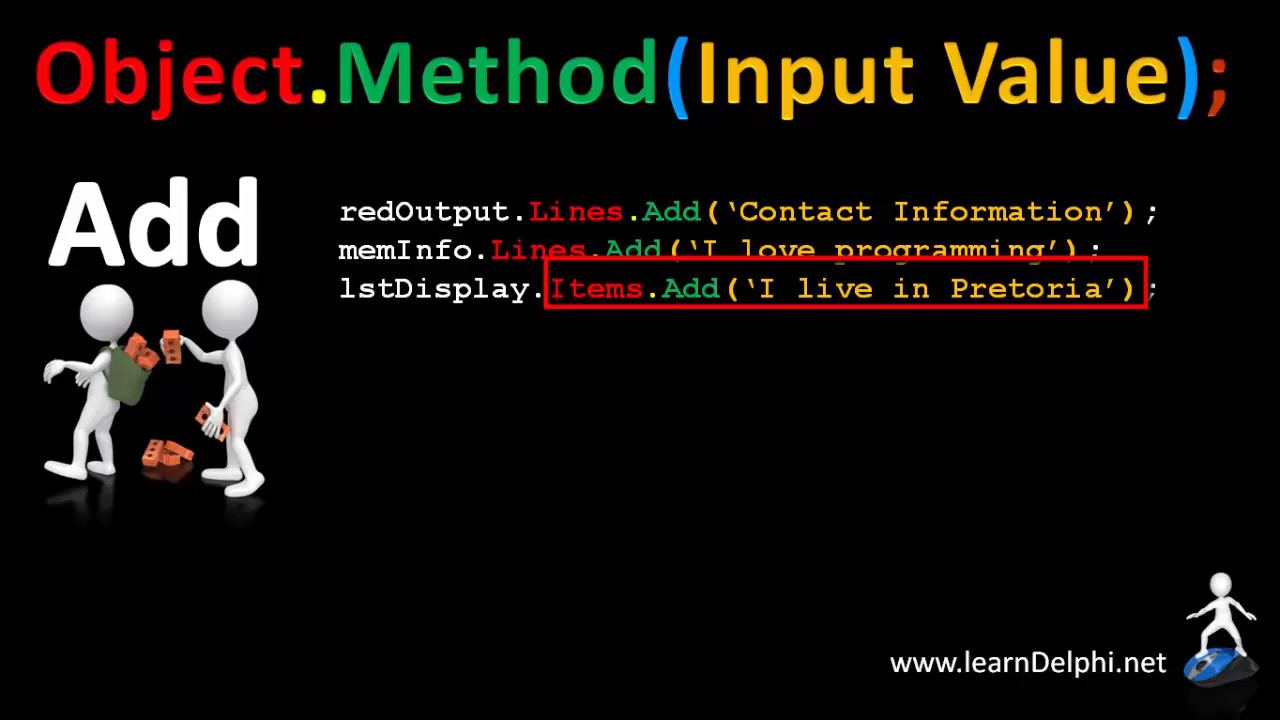 Object.Method(Input Value);
Add
redOutput.Lines.Add(‘Contact Information’);
memInfo.Lines.Add(‘I love programming’);
lstDisplay.Items.Add(‘I live in Pretoria’);
www.learnDelphi.net